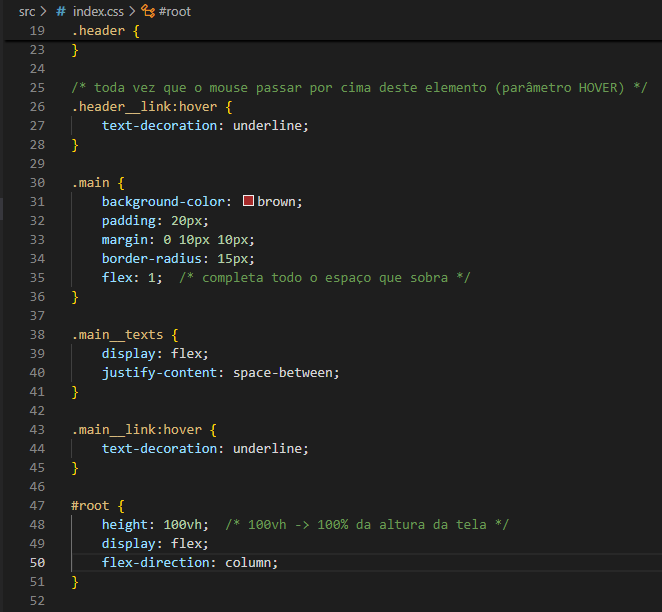 src > # index.css > #root
19 .header {
23 }
24
25 /* toda vez que o mouse passar por cima deste elemento (parâmetro HOVER) */
26 .header__link:hover {
27     text-decoration: underline;
28 }
29
30 .main {
31     background-color: brown;
32     padding: 20px;
33     margin: 0 10px 10px;
34     border-radius: 15px;
35     flex: 1;  /* completa todo o espaço que sobra */
36 }
37
38 .main__texts {
39     display: flex;
40     justify-content: space-between;
41 }
42
43 .main__link:hover {
44     text-decoration: underline;
45 }
46
47 #root {
48     height: 100vh;  /* 100vh -> 100% da altura da tela */
49     display: flex;
50     flex-direction: column;
51 }
52